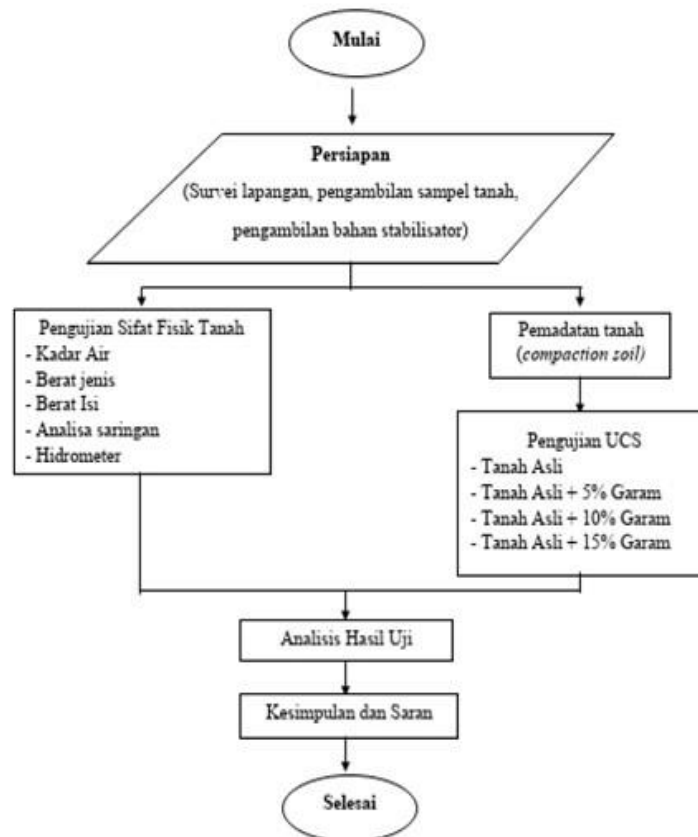 Mulai
Persiapan
(Survei lapangan, pengambilan sampel tanah,
pengambilan bahan stabilisator)
Pengujian Sifat Fisik Tanah
- Kadar Air
- Berat jenis
- Berat Isi
- Analisa saringan
- Hidrometer
Pemadatan tanah
(compaction soil)
Pengujian UCS
- Tanah Asli
- Tanah Asli + 5% Garam
- Tanah Asli + 10% Garam
- Tanah Asli + 15% Garam
Analisis Hasil Uji
Kesimpulan dan Saran
Selesai